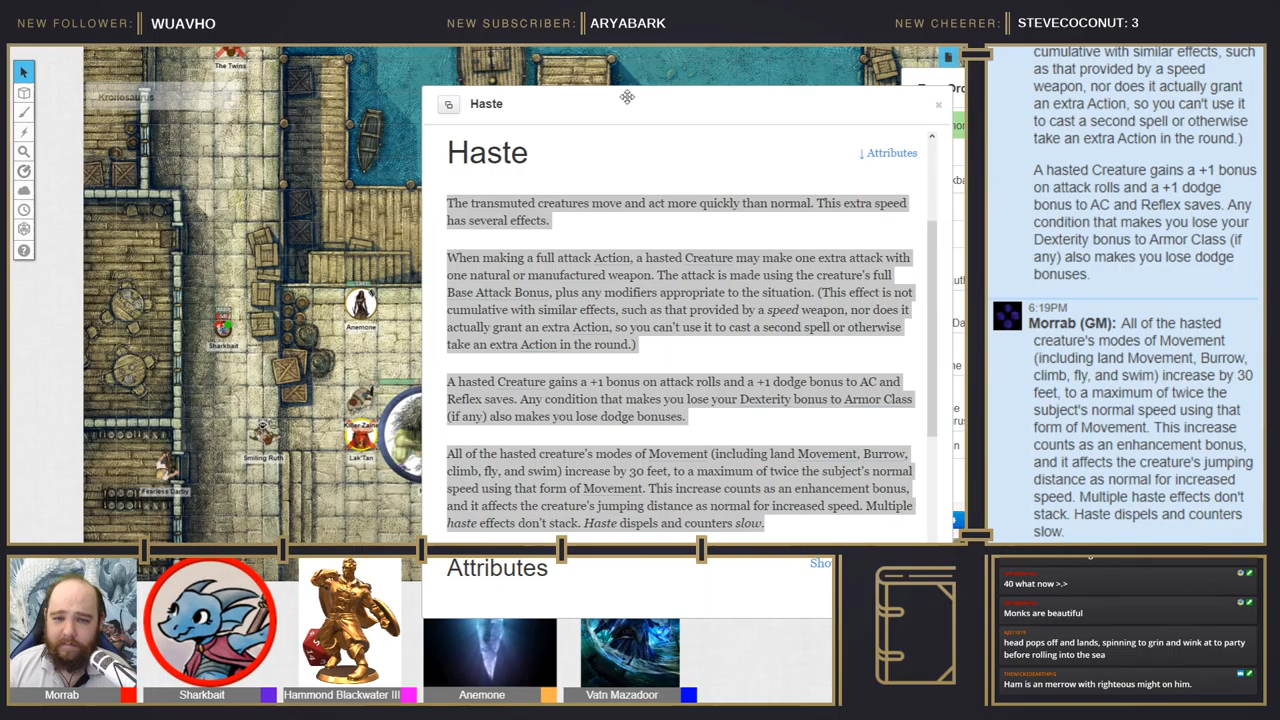 NEW FOLLOWER: WUAVHO
NEW SUBSCRIBER: ARYABARK
NEW CHEERER: STEVECOCONUT: 3
The Twins
Kronosaurus
Sharkbait
Anemone
Killer Zaine
Lak'Tan
Smiling Ruth
Fearless Darby
Haste
Haste
↓ Attributes
The transmuted creatures move and act more quickly than normal. This extra speed
has several effects.
When making a full attack Action, a hasted Creature may make one extra attack with
one natural or manufactured weapon. The attack is made using the creature's full
Base Attack Bonus, plus any modifiers appropriate to the situation. (This effect is not
cumulative with similar effects, such as that provided by a speed weapon, nor does it
actually grant an extra Action, so you can't use it to cast a second spell or otherwise
take an extra Action in the round.)
A hasted Creature gains a +1 bonus on attack rolls and a +1 dodge bonus to AC and
Reflex saves. Any condition that makes you lose your Dexterity bonus to Armor Class
(if any) also makes you lose dodge bonuses.
All of the hasted creature's modes of Movement (including land Movement, Burrow,
climb, fly, and swim) increase by 30 feet, to a maximum of twice the subject's normal
speed using that form of Movement. This increase counts as an enhancement bonus,
and it affects the creature's jumping distance as normal for increased speed. Multiple
haste effects don't stack. Haste dispels and counters slow.
Attributes
Sho
cumulative with similar effects, such
as that provided by a speed
weapon, nor does it actually grant
an extra Action, so you can't use it
to cast a second spell or otherwise
take an extra Action in the round.)
A hasted Creature gains a +1 bonus
on attack rolls and a +1 dodge
bonus to AC and Reflex saves. Any
condition that makes you lose your
Dexterity bonus to Armor Class (if
any) also makes you lose dodge
bonuses.
6:19PM
Morrab (GM): All of the hasted
creature's modes of Movement
(including land Movement, Burrow,
climb, fly, and swim) increase by 30
feet, to a maximum of twice the
subject's normal speed using that
form of Movement. This increase
counts as an enhancement bonus,
and it affects the creature's jumping
distance as normal for increased
speed. Multiple haste effects don't
stack. Haste dispels and counters
slow.
Morrab
Sharkbait
Hammond Blackwater III
Anemone
Vatn Mazadoor
40 what now >.>
Monks are beautiful
head pops off and lands, spinning to grin and wink at to party
before rolling into the sea
THEWICKEDEARTHPIG
Ham is an merrow with righteous might on him.